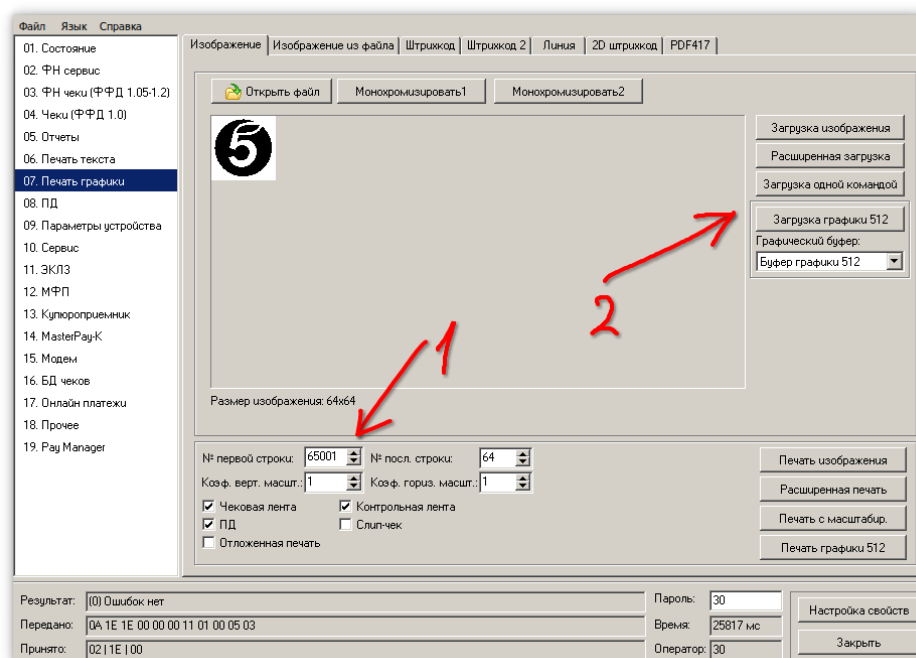 Файл Язык Справка
01. Состояние
02. ФН сервис
03. ФН чеки (ФФД 1.05-1.2)
04. Чеки (ФФД 1.0)
05. Отчеты
06. Печать текста
07. Печать графики
08. ПД
09. Параметры устройства
10. Сервис
11. ЭКЛЗ
12. МФП
13. Купюроприемник
14. MasterPay-K
15. Модем
16. БД чеков
17. Онлайн платежи
18. Прочее
19. Pay Manager
Изображение Изображение из файла Штрихкод Штрихкод 2 Линия 2D штрихкод PDF417
Открыть файл Монохромизировать1 Монохромизировать2
5
Загрузка изображения
Расширенная загрузка
Загрузка одной командой
Загрузка графики 512
Графический буфер:
Буфер графики 512
1
2
Размер изображения: 64x64
№ первой строки: 65001 № посл. строки: 64
Коэф. верт. масшт.: 1 Коэф. гориз. масшт.: 1
Чековая лента Контрольная лента
ПД Слип-чек
Отложенная печать
Печать изображения
Расширенная печать
Печать с масштабир.
Печать графики 512
Результат: (0) Ошибок нет
Передано: 0A 1E 1E 00 00 00 11 01 00 05 03
Принято: 02 | 1E | 00
Пароль: 30
Время: 25817 мс
Оператор: 30
Настройка свойств
Закрыть